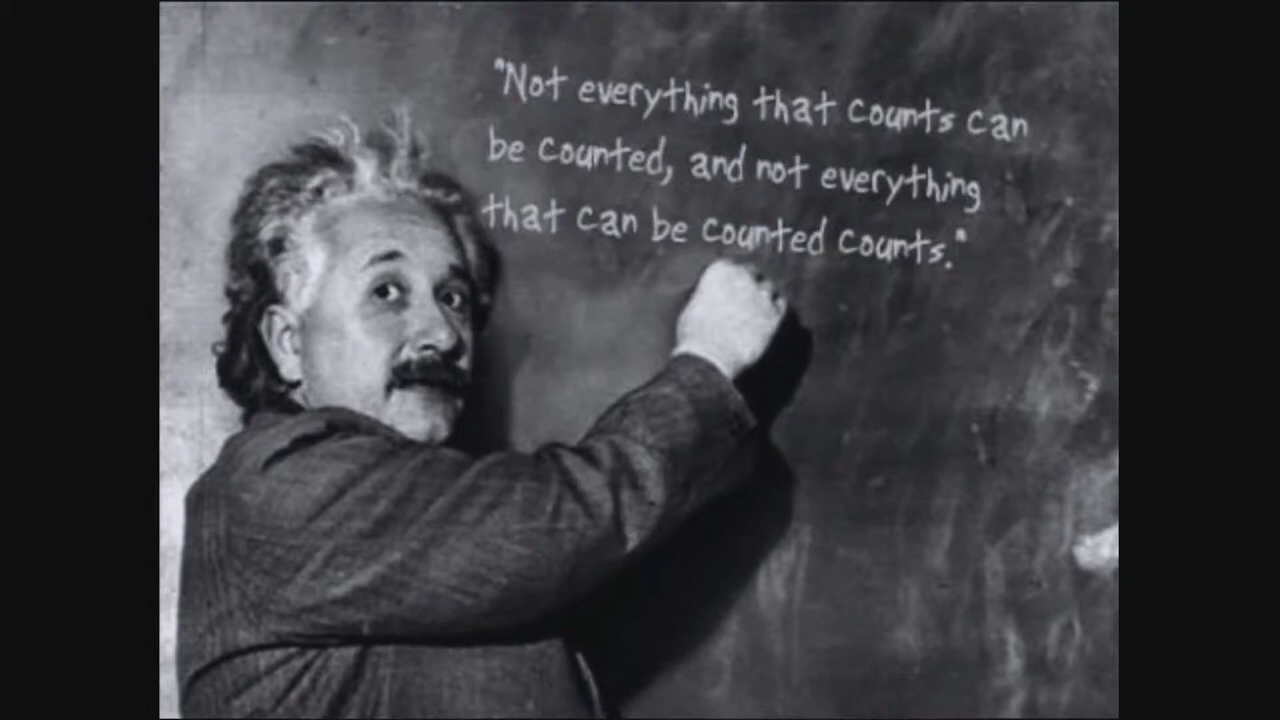 "Not everything that counts can
be counted, and not everything
that can be counted counts."